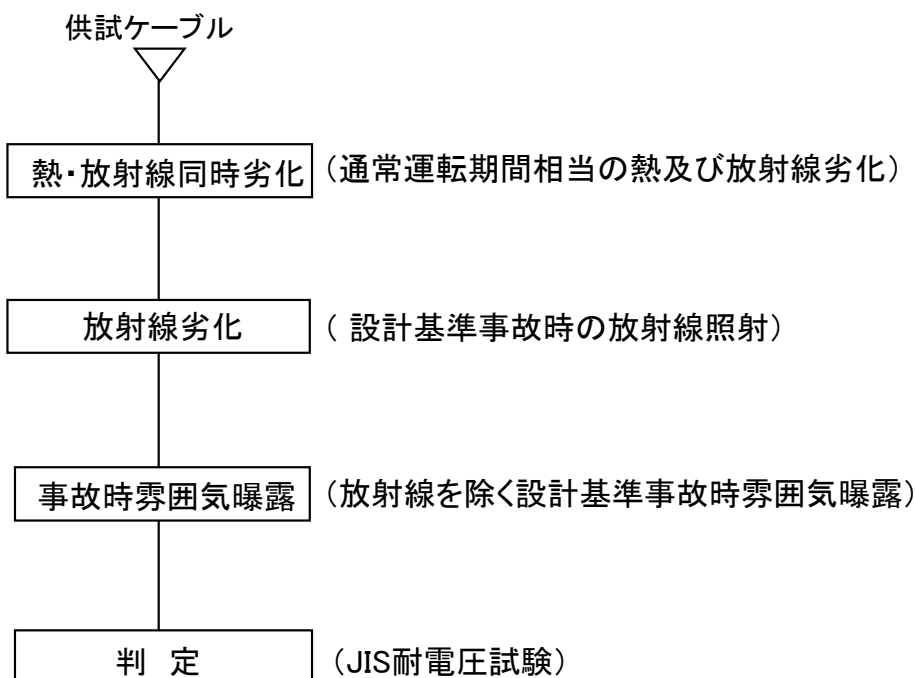 供試ケーブル
熱・放射線同時劣化 (通常運転期間相当の熱及び放射線劣化)
放射線劣化 ( 設計基準事故時の放射線照射)
事故時雰囲気曝露 (放射線を除く設計基準事故時雰囲気曝露)
判 定 (JIS耐電圧試験)